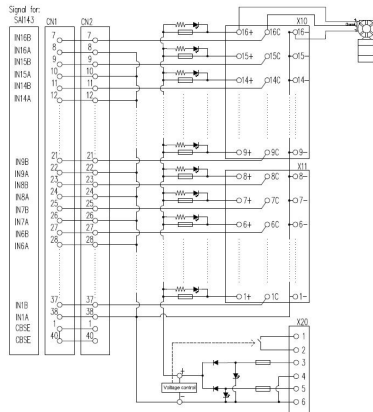 Signal for:
SAI143 CN1 CN2 X10
IN16B 7 7 16+ 16C 16-
IN16A 8 8
IN15B 9 9 15+ 15C 15-
IN15A 10 10
IN14B 11 11 14+ 14C 14-
IN14A 12 12
IN9B 21 21 9+ 9C 9-
X11
IN9A 22 22
IN8B 23 23 8+ 8C 8-
IN8A 24 24
IN7B 25 25 7+ 7C 7-
IN7A 26 26
IN6B 27 27 6+ 6C 6-
IN6A 28 28
IN1B 37 37 1+ 1C 1-
IN1A 38 38
CBSE 1 1
CBSE 40 40
X20
1
2
3
+ 4
Voltage control 5
- 6